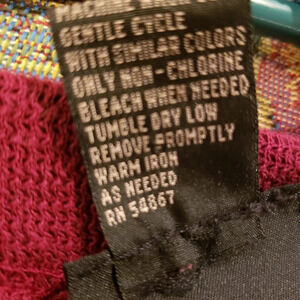 GENTLE CYCLE
WITH SIMILAR COLORS
ONLY NON-CHLORINE
BLEACH WHEN NEEDED
TUMBLE DRY LOW
REMOVE PROMPTLY
WARM IRON
AS NEEDED
RN 54867